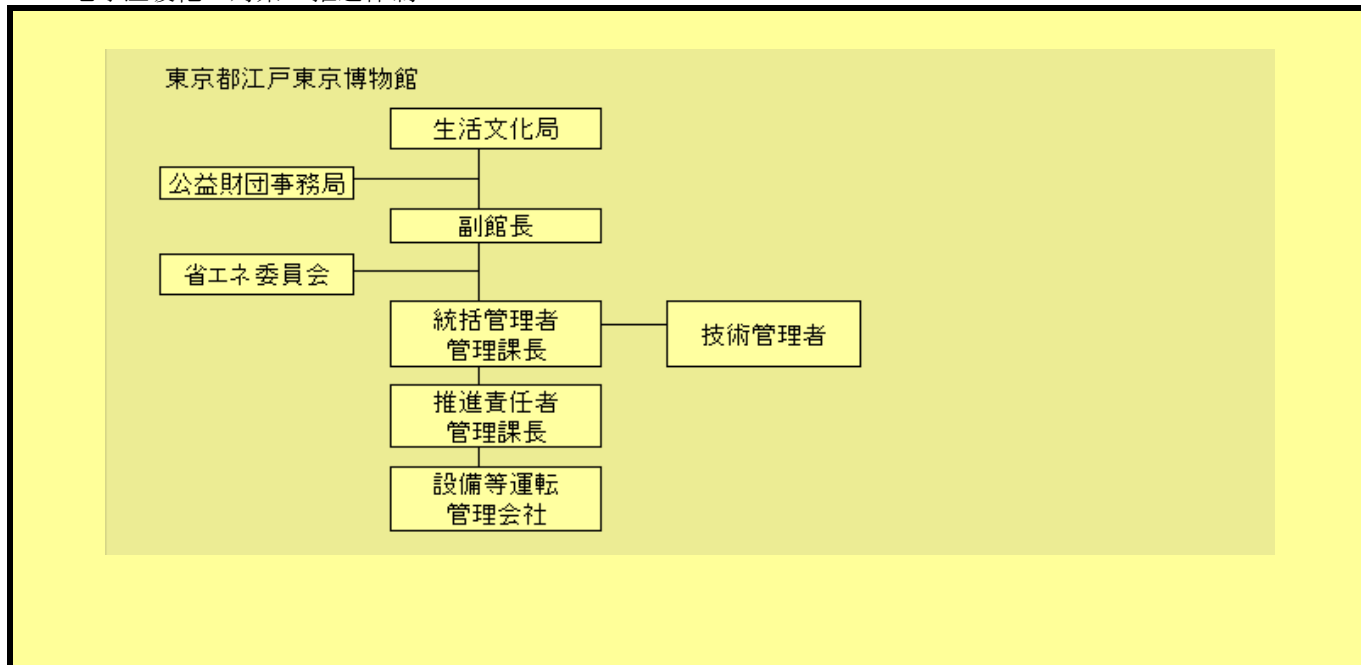 東京都江戸東京博物館
生活文化局
公益財団事務局
副館長
省エネ委員会
統括管理者
管理課長
技術管理者
推進責任者
管理課長
設備等運転
管理会社